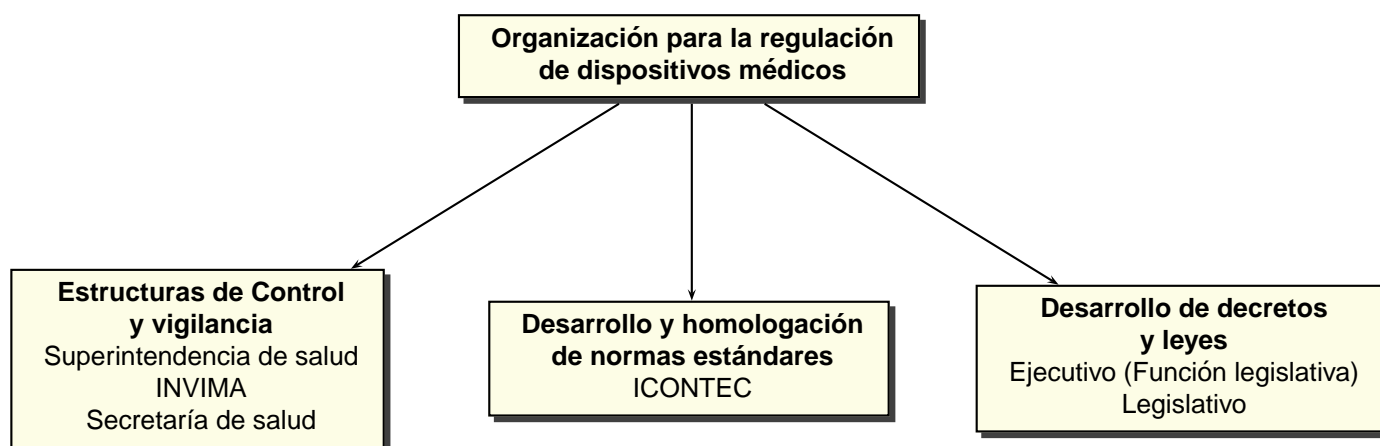 Organización para la regulación
de dispositivos médicos
Estructuras de Control
y vigilancia
Superintendencia de salud
INVIMA
Secretaría de salud
Desarrollo y homologación
de normas estándares
ICONTEC
Desarrollo de decretos
y leyes
Ejecutivo (Función legislativa)
Legislativo